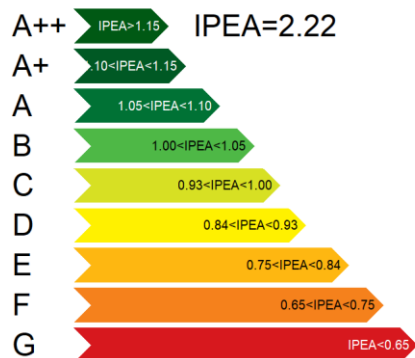 A++ IPEA>1.15 IPEA=2.22
A+ .10<IPEA<1.15
A 1.05<IPEA<1.10
B 1.00<IPEA<1.05
C 0.93<IPEA<1.00
D 0.84<IPEA<0.93
E 0.75<IPEA<0.84
F 0.65<IPEA<0.75
G IPEA<0.65